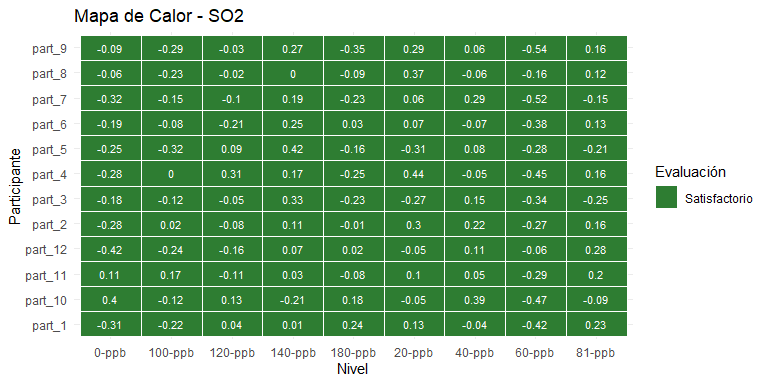 Mapa de Calor - SO2
part_9 -0.09 -0.29 -0.03 0.27 -0.35 0.29 0.06 -0.54 0.16
part_8 -0.06 -0.23 -0.02 0 -0.09 0.37 -0.06 -0.16 0.12
part_7 -0.32 -0.15 -0.1 0.19 -0.23 0.06 0.29 -0.52 -0.15
part_6 -0.19 -0.08 -0.21 0.25 0.03 0.07 -0.07 -0.38 0.13
part_5 -0.25 -0.32 0.09 0.42 -0.16 -0.31 0.08 -0.28 -0.21
part_4 -0.28 0 0.31 0.17 -0.25 0.44 -0.05 -0.45 0.16
part_3 -0.18 -0.12 -0.05 0.33 -0.23 -0.27 0.15 -0.34 -0.25
part_2 -0.28 0.02 -0.08 0.11 -0.01 0.3 0.22 -0.27 0.16
part_12 -0.42 -0.24 -0.16 0.07 0.02 -0.05 0.11 -0.06 0.28
part_11 0.11 0.17 -0.11 0.03 -0.08 0.1 0.05 -0.29 0.2
part_10 0.4 -0.12 0.13 -0.21 0.18 -0.05 0.39 -0.47 -0.09
part_1 -0.31 -0.22 0.04 0.01 0.24 0.13 -0.04 -0.42 0.23
0-ppb 100-ppb 120-ppb 140-ppb 180-ppb 20-ppb 40-ppb 60-ppb 81-ppb
Nivel
Participante
Evaluación
Satisfactorio